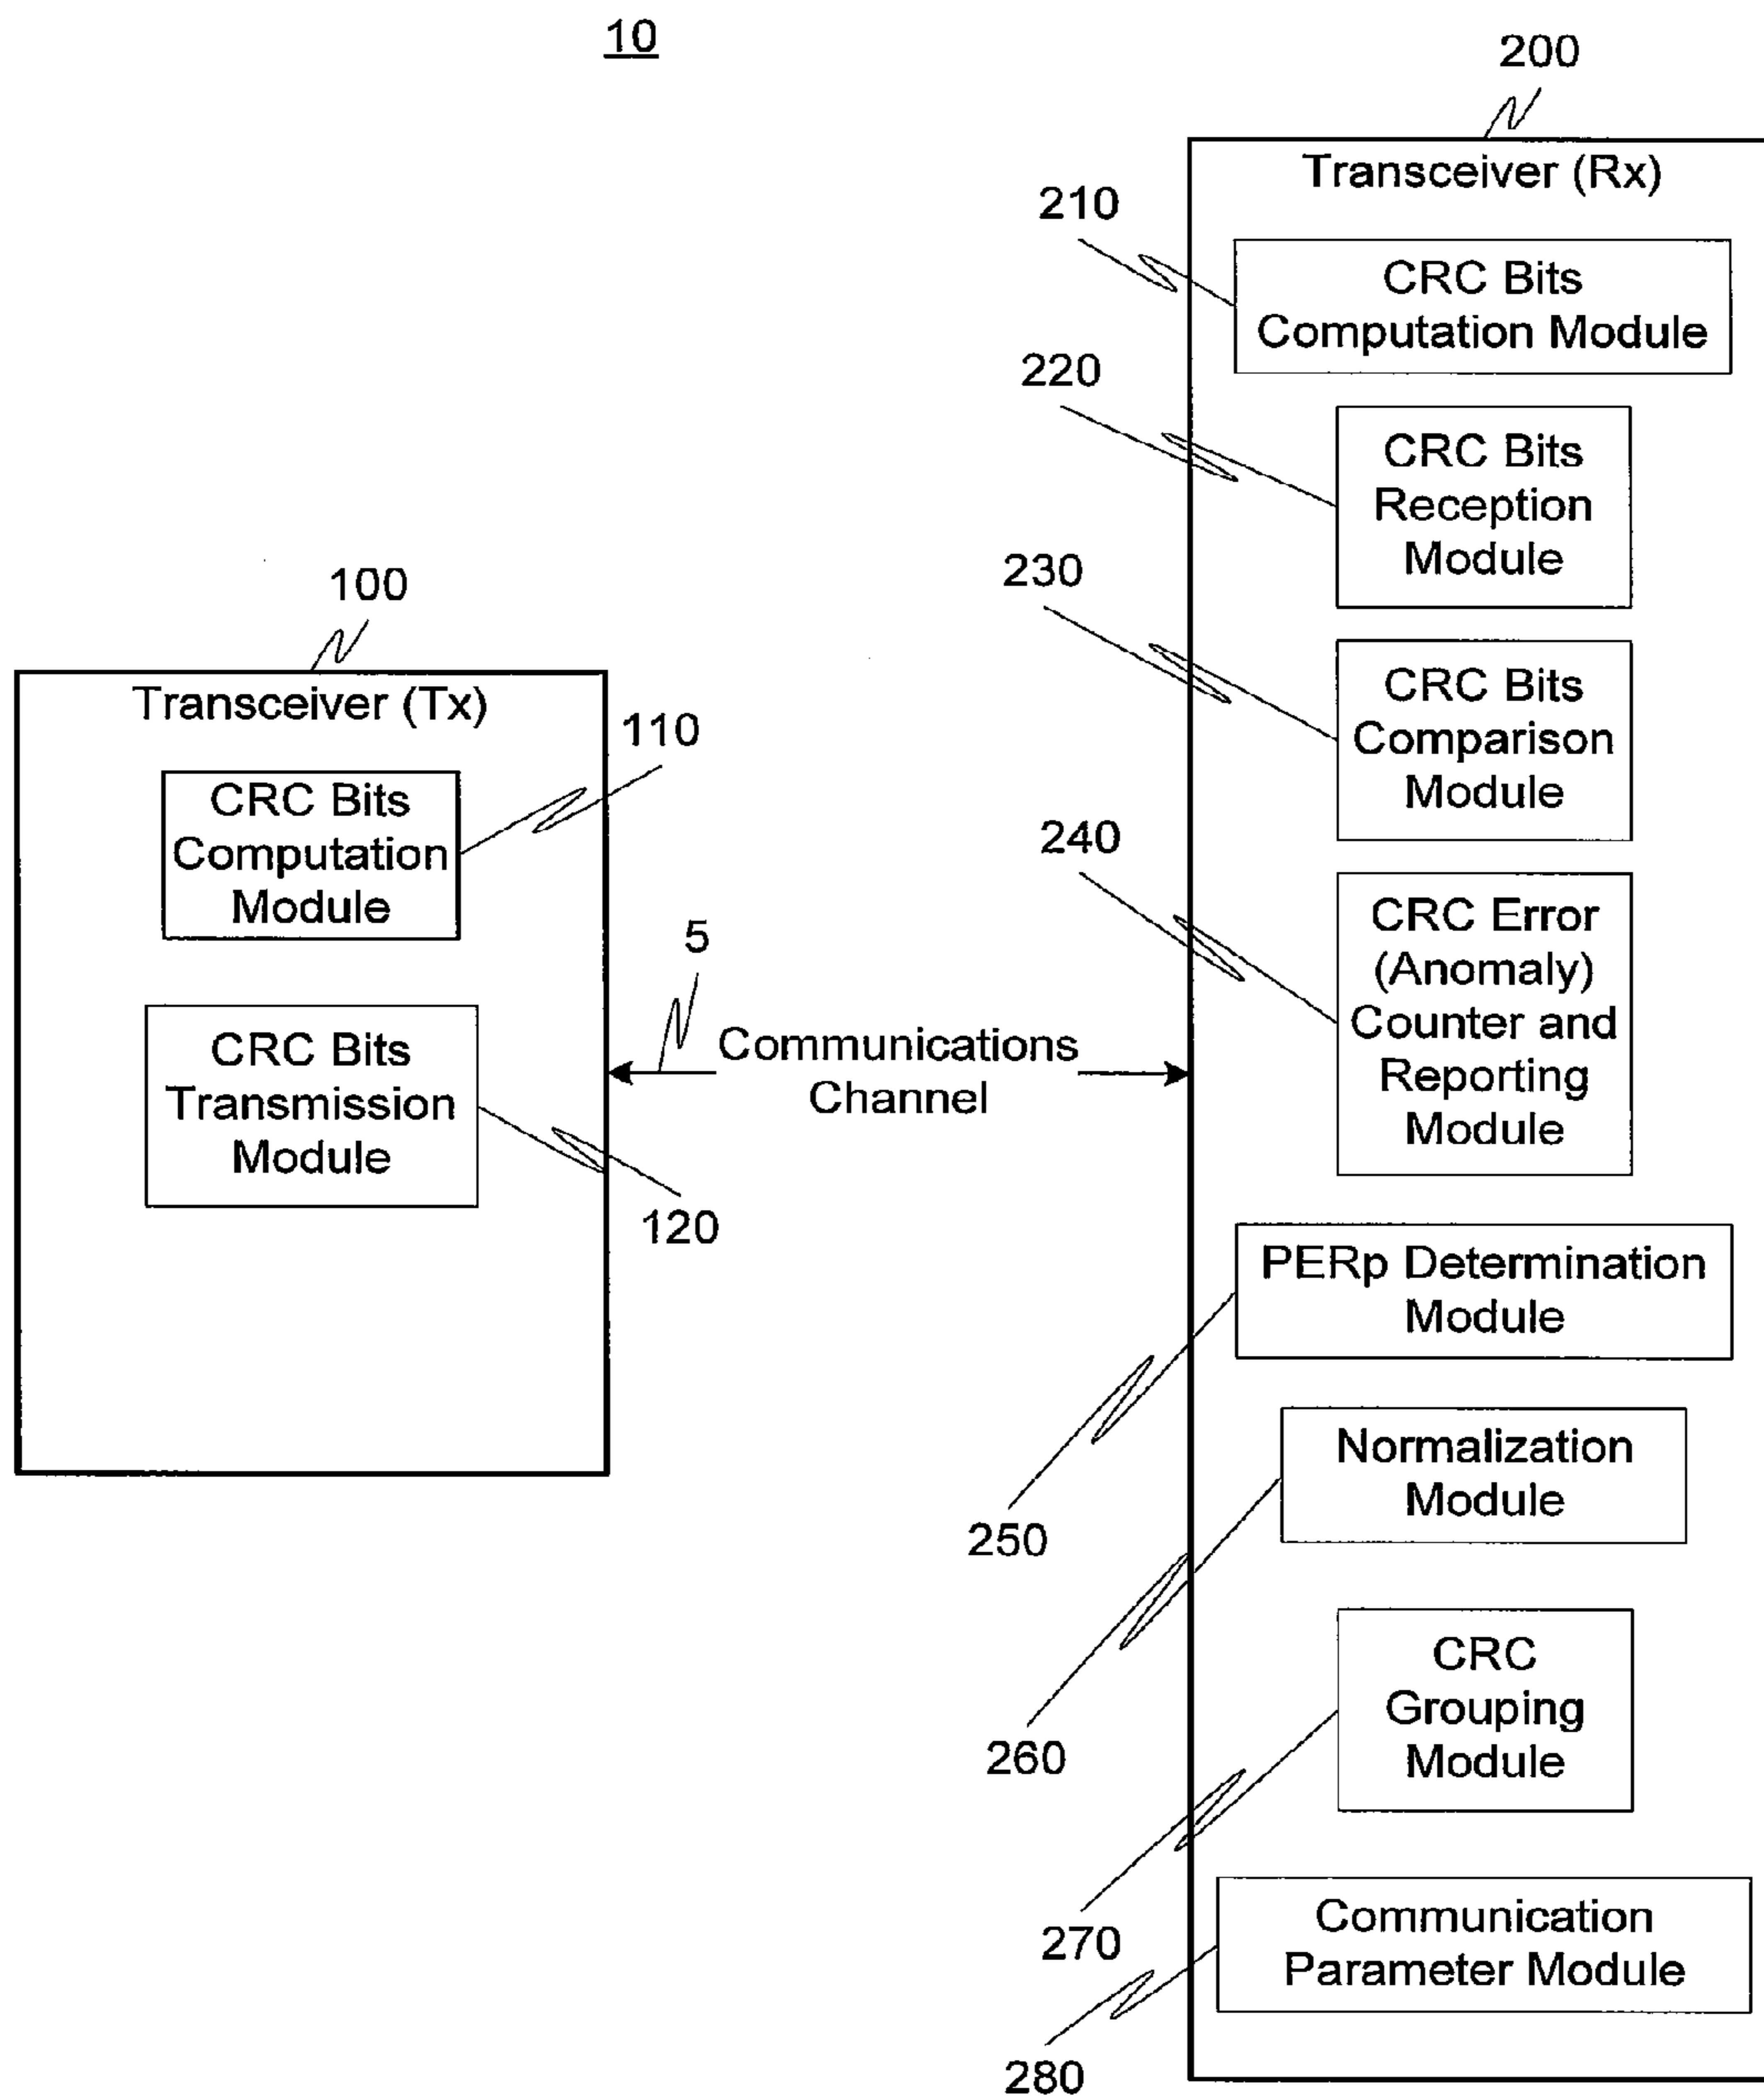 10
200
Transceiver (Rx)
210
CRC Bits
Computation Module
220
CRC Bits
Reception
Module
230
CRC Bits
Comparison
Module
240
CRC Error
(Anomaly)
Counter and
Reporting
Module
100
Transceiver (Tx)
110
CRC Bits
Computation
Module
5
CRC Bits
Transmission
Module
120
Communications
Channel
PERp Determination
Module
250
Normalization
Module
260
CRC
Grouping
Module
270
Communication
Parameter Module
280